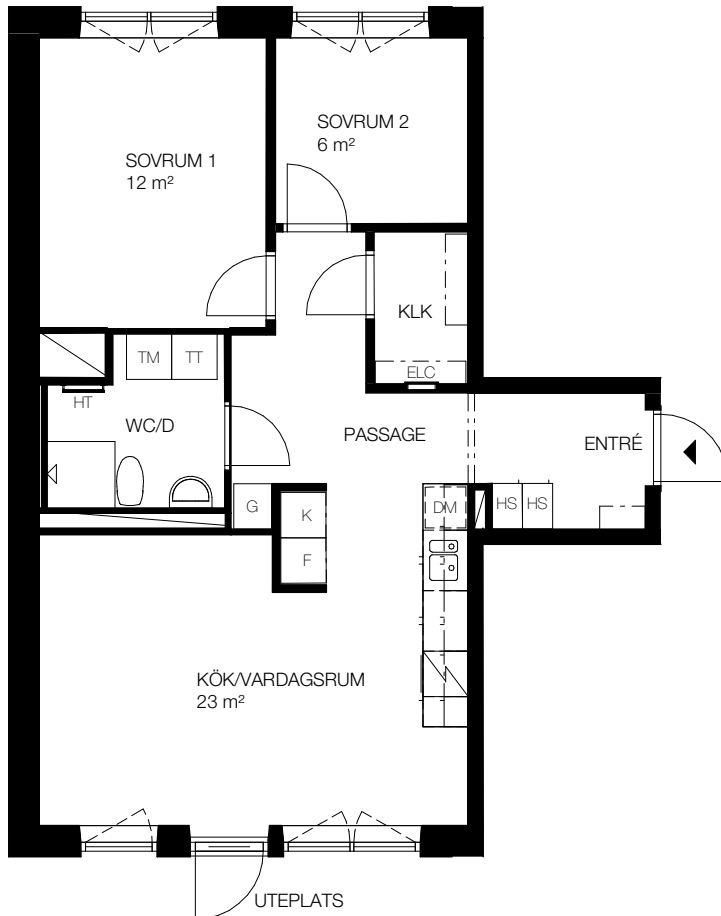 SOVRUM 2
6 m²
SOVRUM 1
12 m²
KLK
ELC
TM
TT
HT
WC/D
PASSAGE
ENTRÉ
G
K
F
DM
HS
HS
KÖK/VARDAGSRUM
23 m²
UTEPLATS